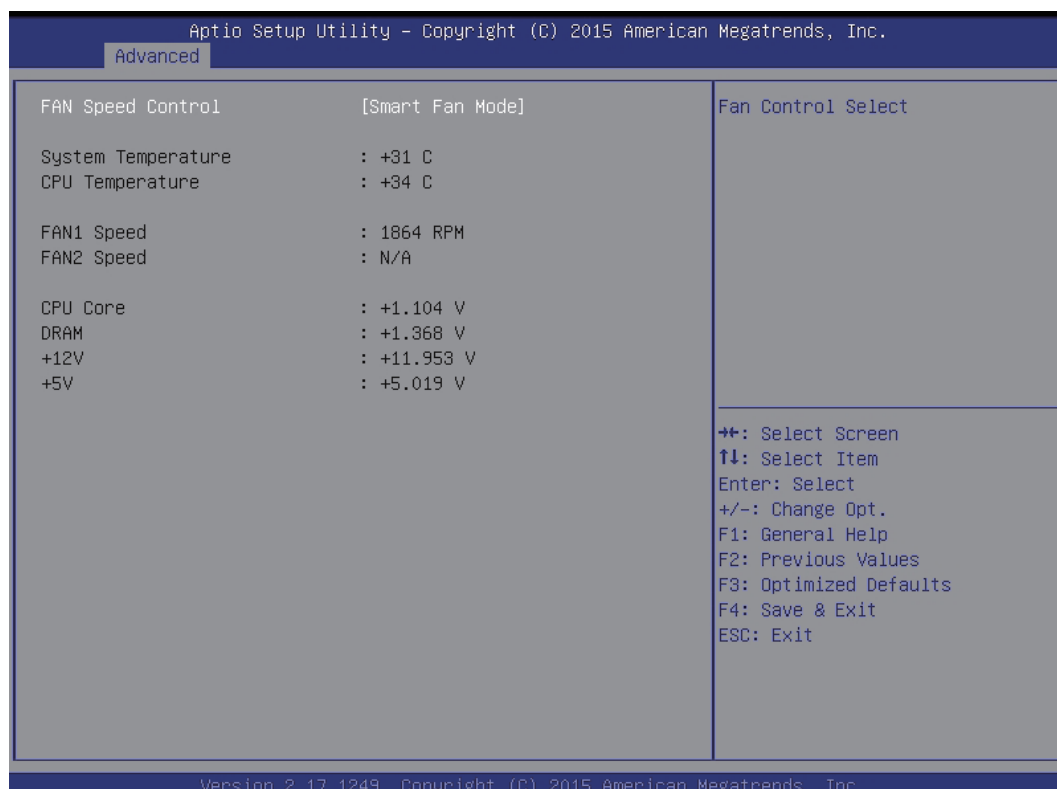 Aptio Setup Utility – Copyright (C) 2015 American Megatrends, Inc.
Advanced
FAN Speed Control [Smart Fan Mode]
System Temperature : +31 C
CPU Temperature : +34 C
FAN1 Speed : 1864 RPM
FAN2 Speed : N/A
CPU Core : +1.104 V
DRAM : +1.368 V
+12V : +11.953 V
+5V : +5.019 V
Fan Control Select
→←: Select Screen
↑↓: Select Item
Enter: Select
+/-: Change Opt.
F1: General Help
F2: Previous Values
F3: Optimized Defaults
F4: Save & Exit
ESC: Exit
Version 2.17.1249. Copyright (C) 2015 American Megatrends, Inc.